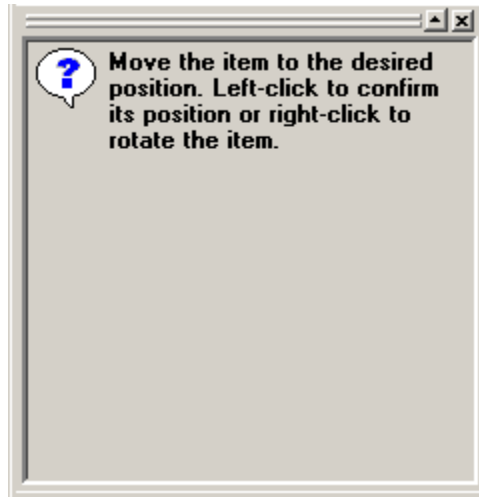 Move the item to the desired
position. Left-click to confirm
its position or right-click to
rotate the item.